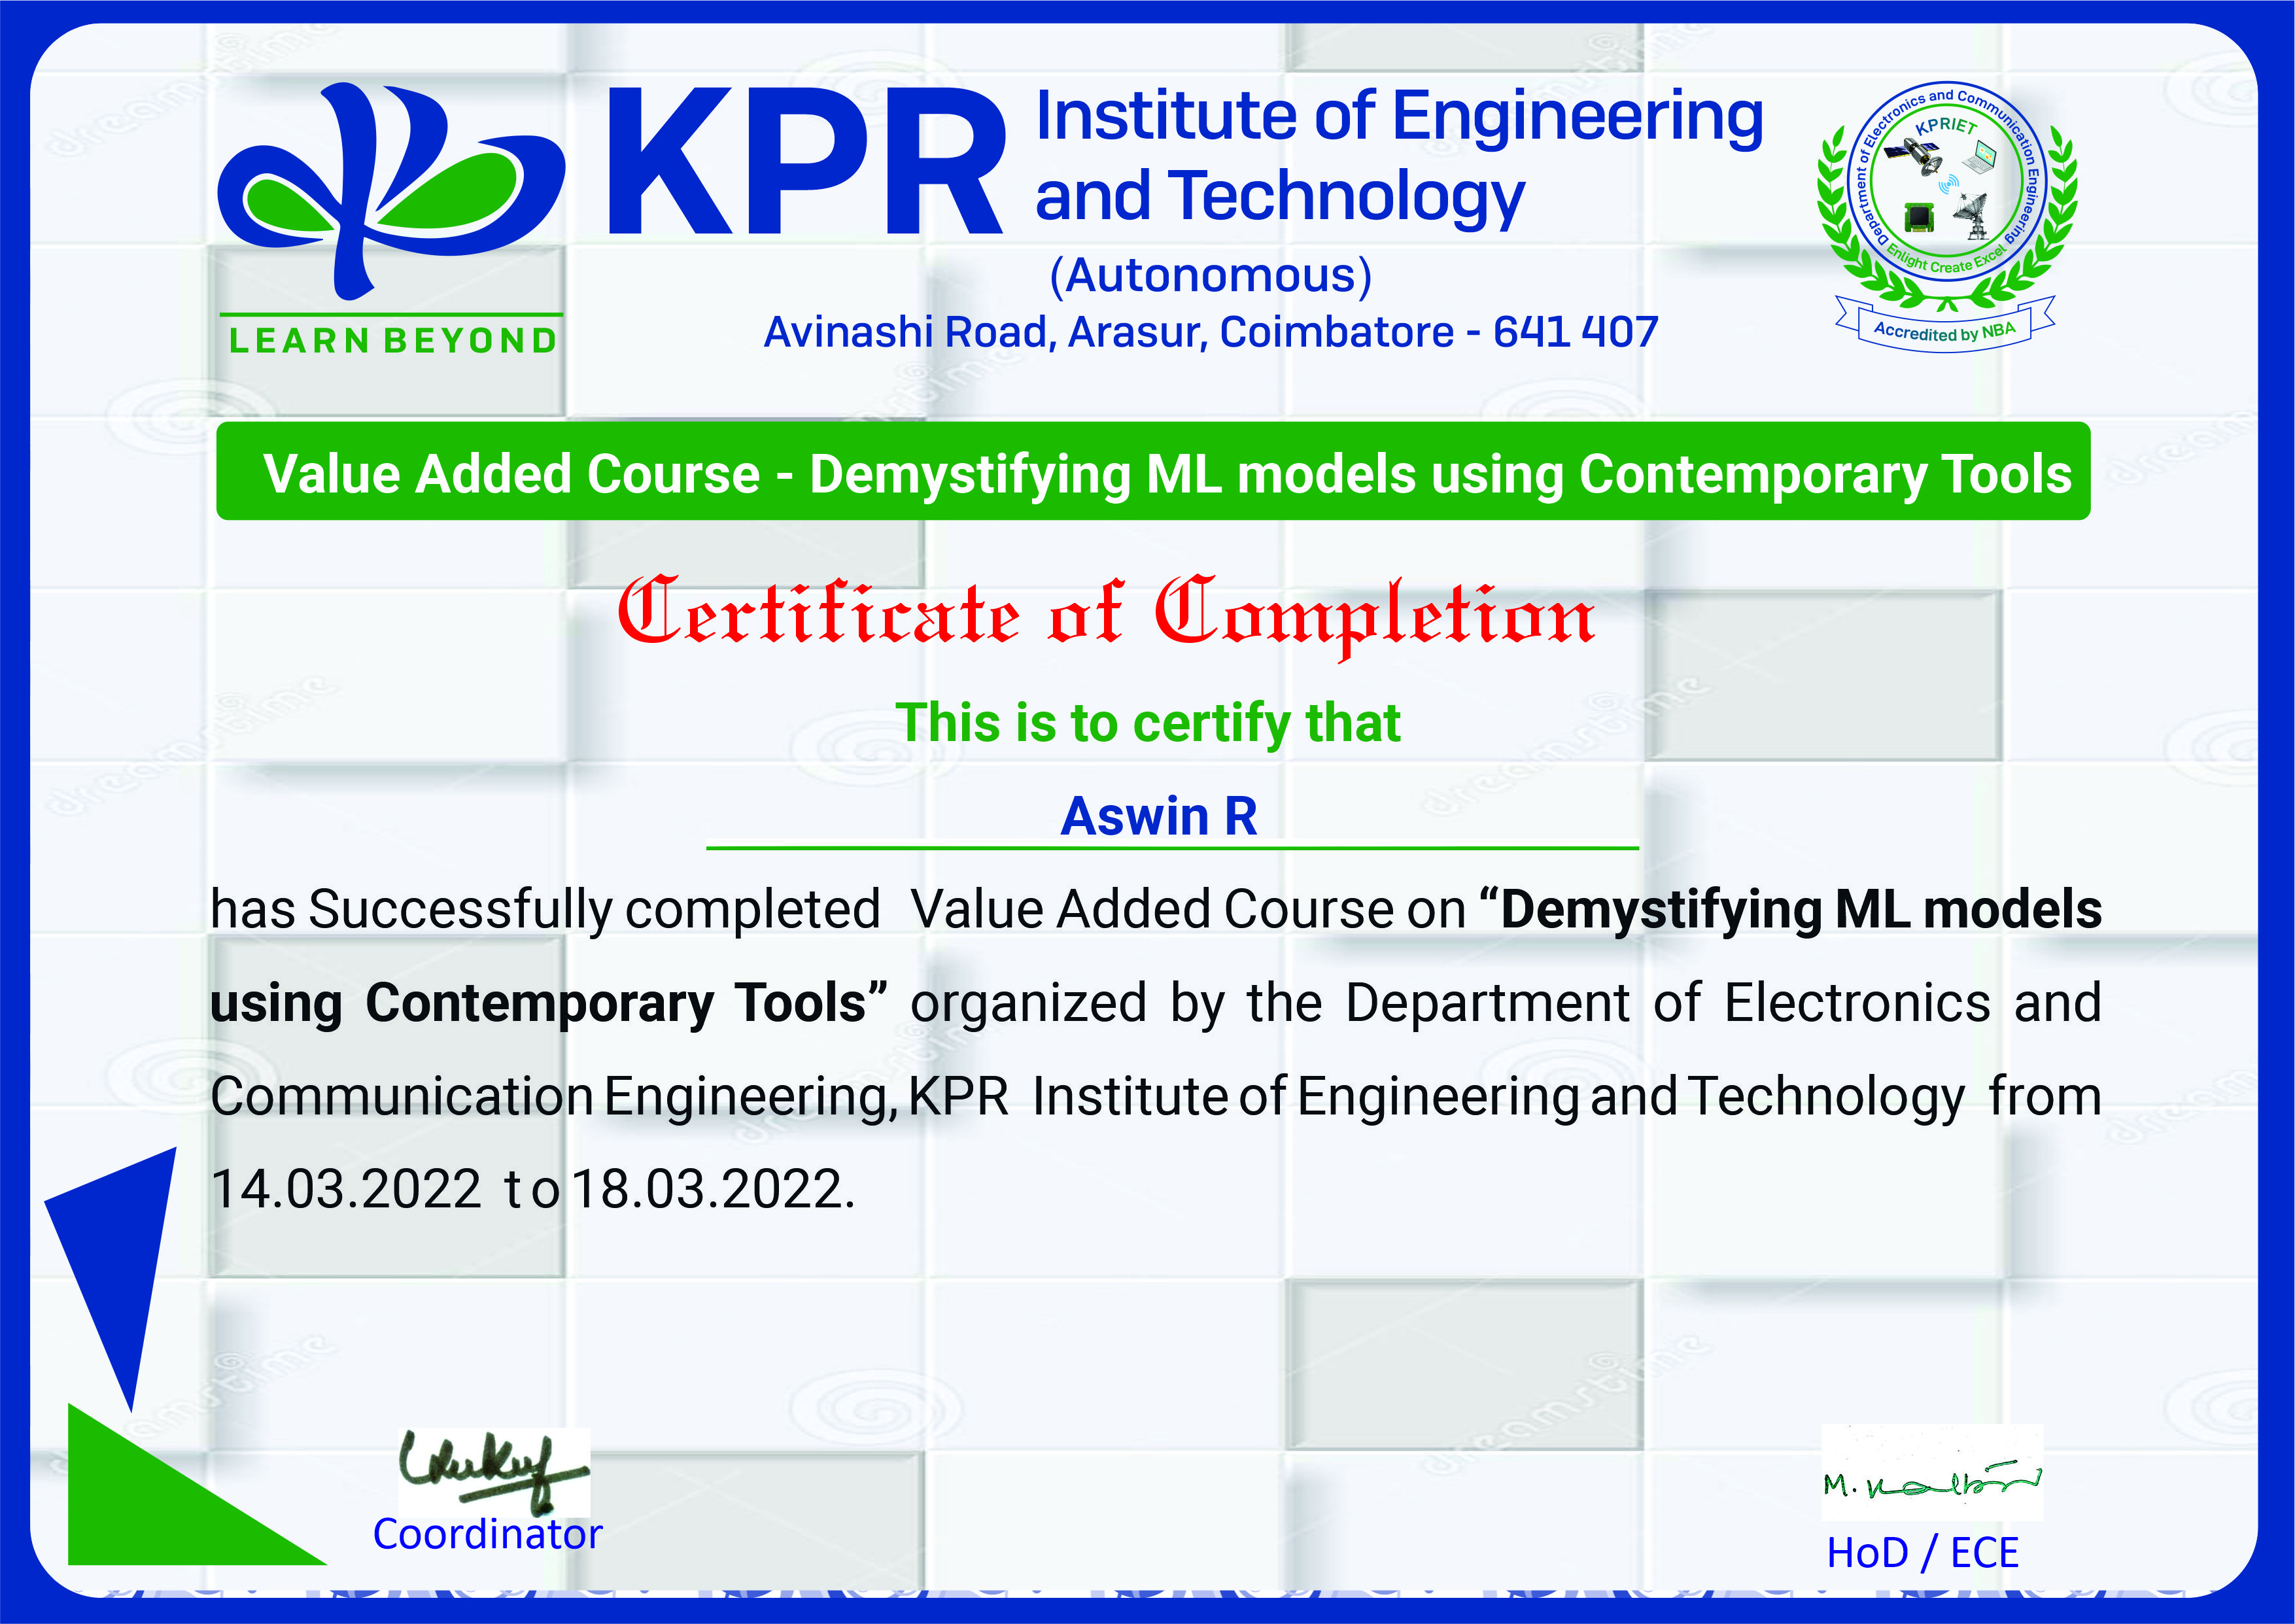 KPR Institute of Engineering
and Technology
(Autonomous)
Avinashi Road, Arasur, Coimbatore - 641 407
LEARN BEYOND
Department of Electronics and Communication Engineering
KPRIET
Enlight Create Excel
Accredited by NBA
Value Added Course - Demystifying ML models using Contemporary Tools
Certificate of Completion
This is to certify that
Aswin R
has Successfully completed Value Added Course on “Demystifying ML models
using Contemporary Tools” organized by the Department of Electronics and
Communication Engineering, KPR Institute of Engineering and Technology from
14.03.2022 to 18.03.2022.
Coordinator
HoD / ECE
dreamstime